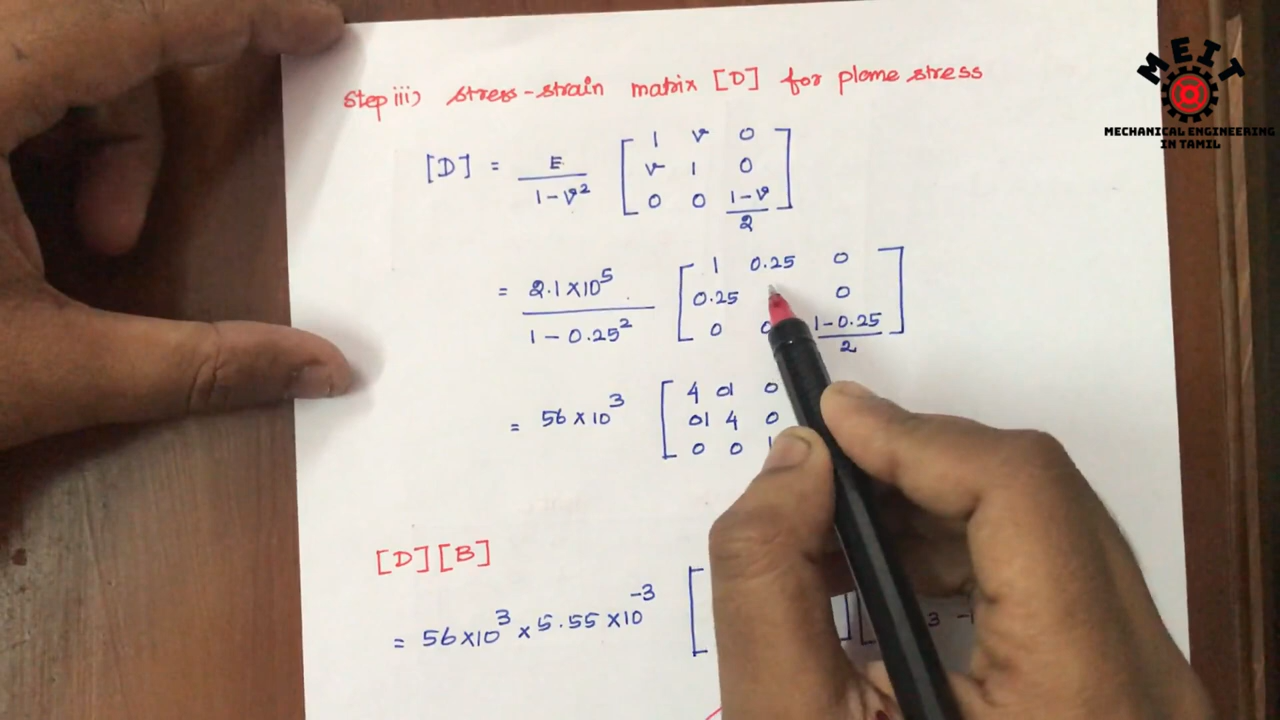 Step iii) stress-strain matrix [D] for plane stress
[D] = E / 1-v² [ 1 v 0
v 1 0
0 0 1-v / 2 ]
= 2.1×10⁵ / 1-0.25² [ 1 0.25 0
0.25 0
0 0 1-0.25 / 2 ]
= 56×10³ [ 4 01 0
01 4 0
0 0
[D][B]
= 56×10³ × 5.55×10⁻³ [ ] [ 3
MEIT
MECHANICAL ENGINEERING
IN TAMIL